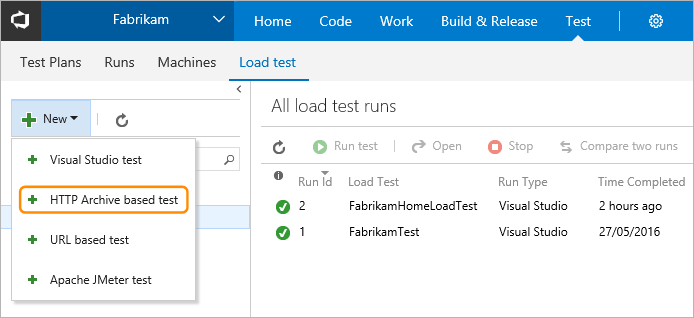 Fabrikam Home Code Work Build & Release Test
Test Plans Runs Machines Load test
New
Visual Studio test
HTTP Archive based test
URL based test
Apache JMeter test
All load test runs
Run test Open Stop Compare two runs
Run Id Load Test Run Type Time Completed
2 FabrikamHomeLoadTest Visual Studio 2 hours ago
1 FabrikamTest Visual Studio 27/05/2016